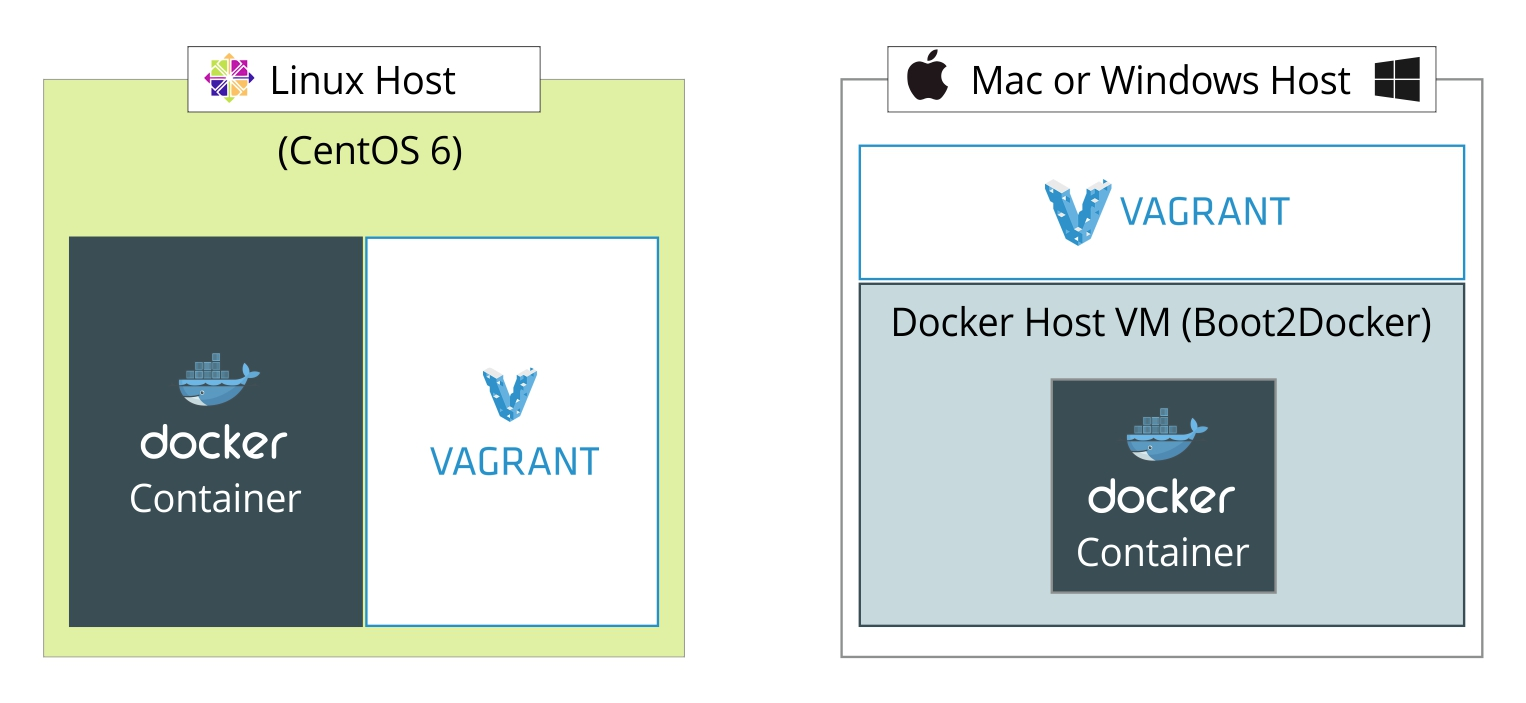 Linux Host
(CentOS 6)
docker
Container
VAGRANT
Mac or Windows Host
VAGRANT
Docker Host VM (Boot2Docker)
docker
Container